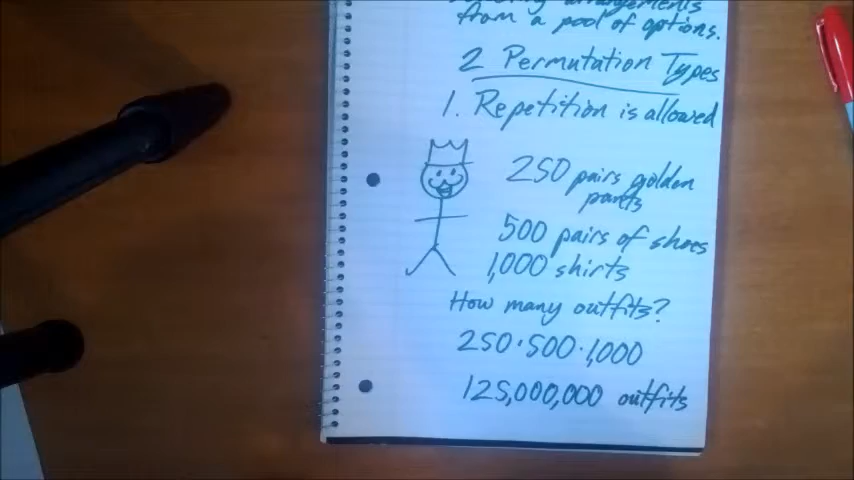 arrangements
from a pool of options.
2 Permutation Types
1. Repetition is allowed
250 pairs golden
pants
500 pairs of shoes
1,000 shirts
How many outfits?
250·500·1,000
125,000,000 outfits